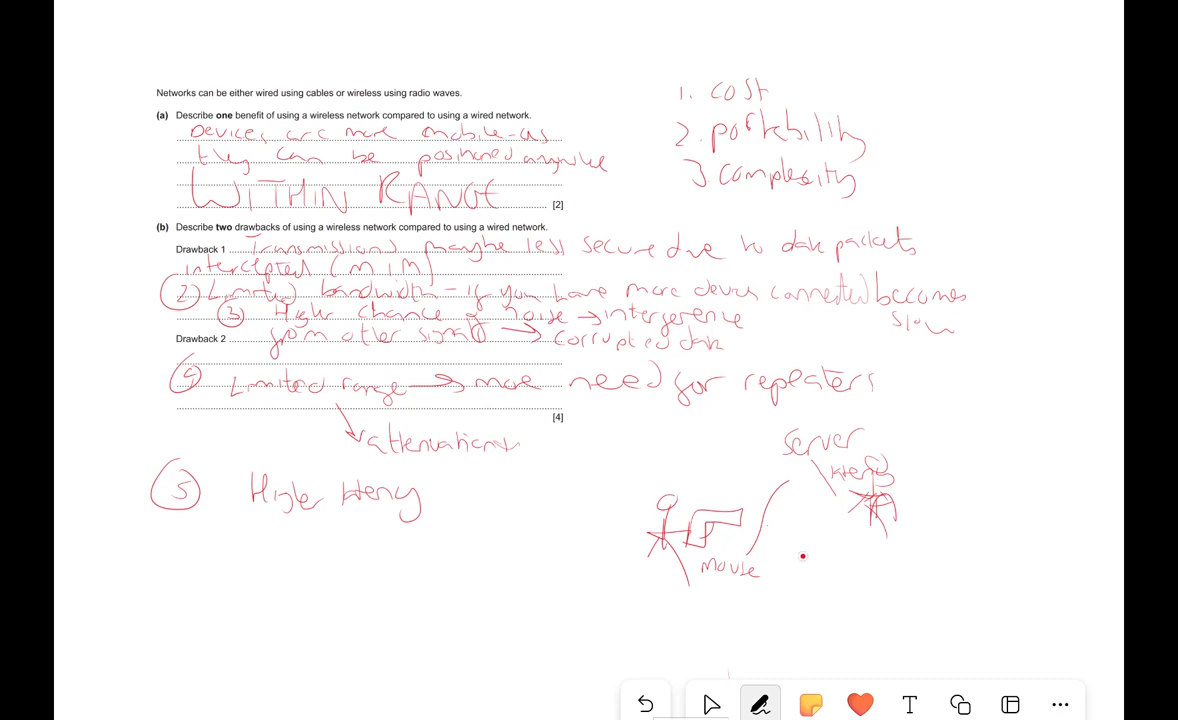 Networks can be either wired using cables or wireless using radio waves.
(a) Describe one benefit of using a wireless network compared to using a wired network.
Devices are more mobile as
they can be positioned anywhere
WITHIN RANGE
[2]
1. cost
2. portability
3. complexity
(b) Describe two drawbacks of using a wireless network compared to using a wired network.
Drawback 1 Transmissions maybe less secure due to data packets
intercepted (MIM)
2) Limited bandwidth - if you have more devices connected becomes
slow
3) Higher chance of noise → interference
Drawback 2 from other signals → corrupted data
4) Limited range → more need for repeaters
[4]
attenuation
5) Higher latency
server
latency
mouse
T